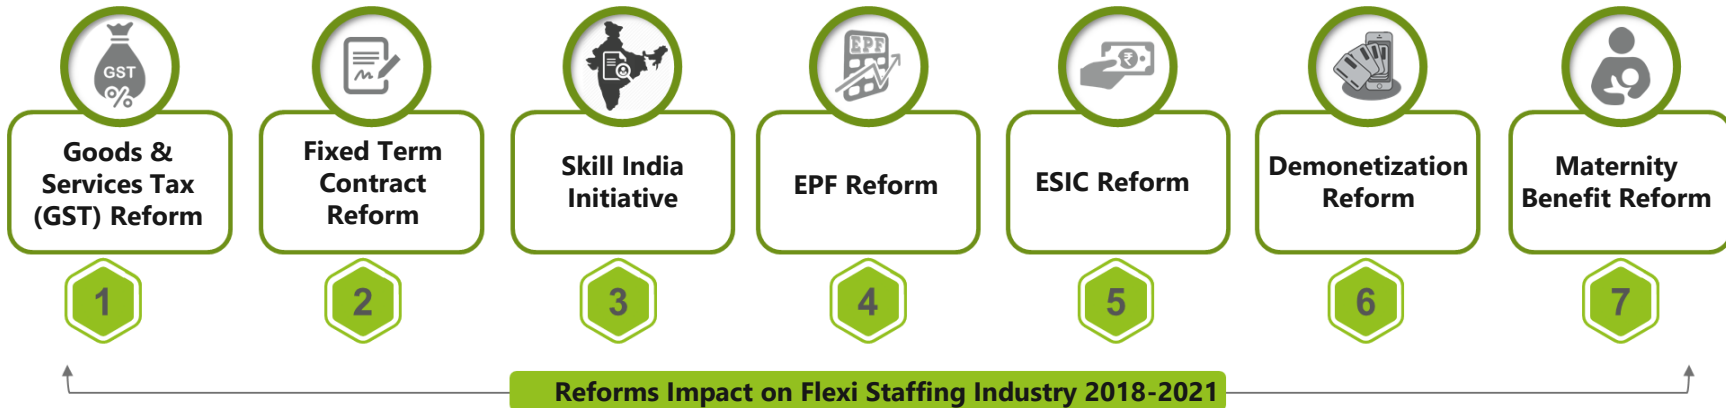 GST
%
EPF
₹
Goods &
Services Tax
(GST) Reform
Fixed Term
Contract
Reform
Skill India
Initiative
EPF Reform
ESIC Reform
Demonetization
Reform
Maternity
Benefit Reform
1
2
3
4
5
6
7
Reforms Impact on Flexi Staffing Industry 2018-2021